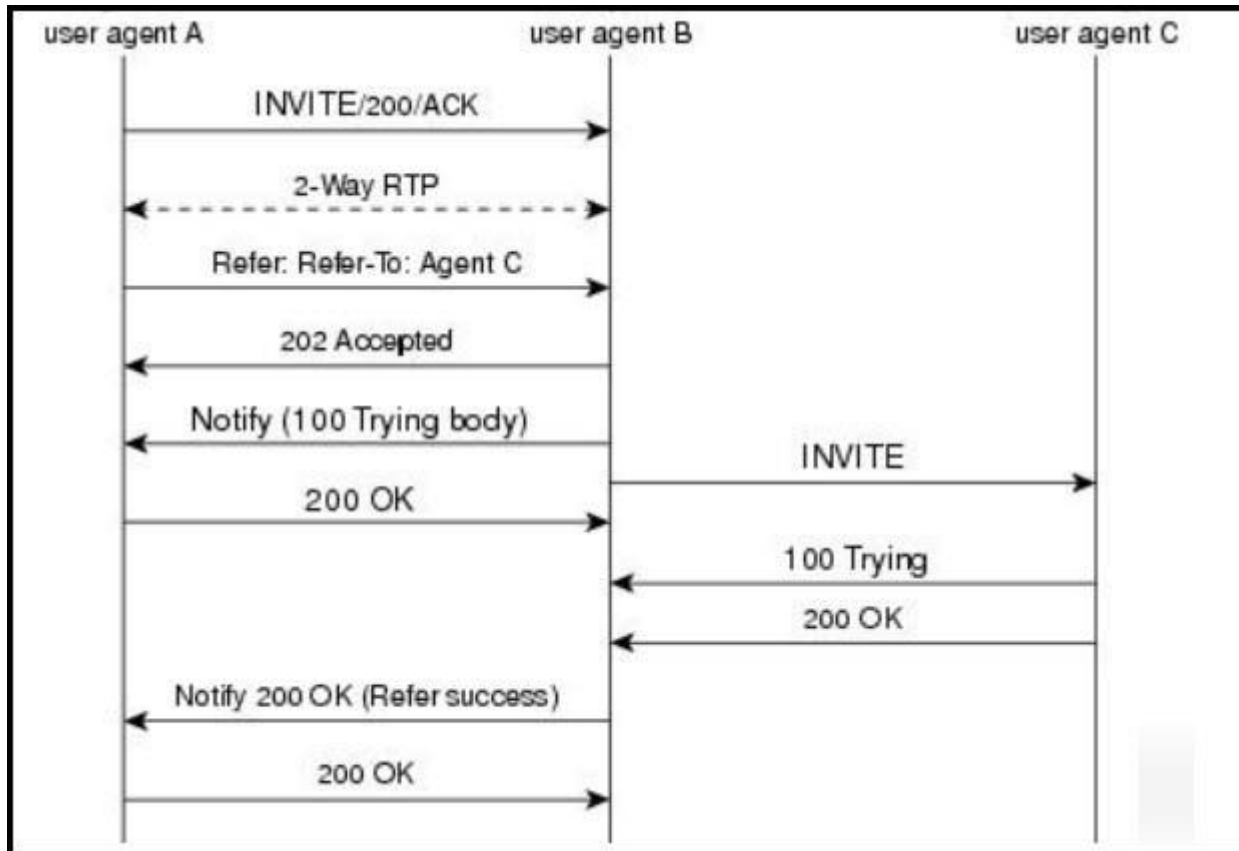 user agent A
user agent B
user agent C
INVITE/200/ACK
2-Way RTP
Refer: Refer-To: Agent C
202 Accepted
Notify (100 Trying body)
INVITE
200 OK
100 Trying
200 OK
Notify 200 OK (Refer success)
200 OK